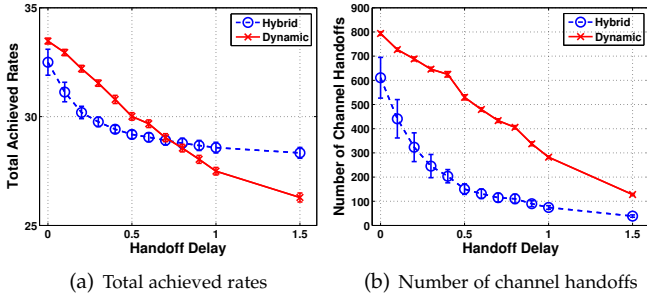 Total Achieved Rates
35
30
25
Hybrid
Dynamic
0
0.5
1
1.5
Handoff Delay
(a) Total achieved rates
Number of Channel Handoffs
900
800
700
600
500
400
300
200
100
0
Hybrid
Dynamic
0
0.5
1
1.5
Handoff Delay
(b) Number of channel handoffs